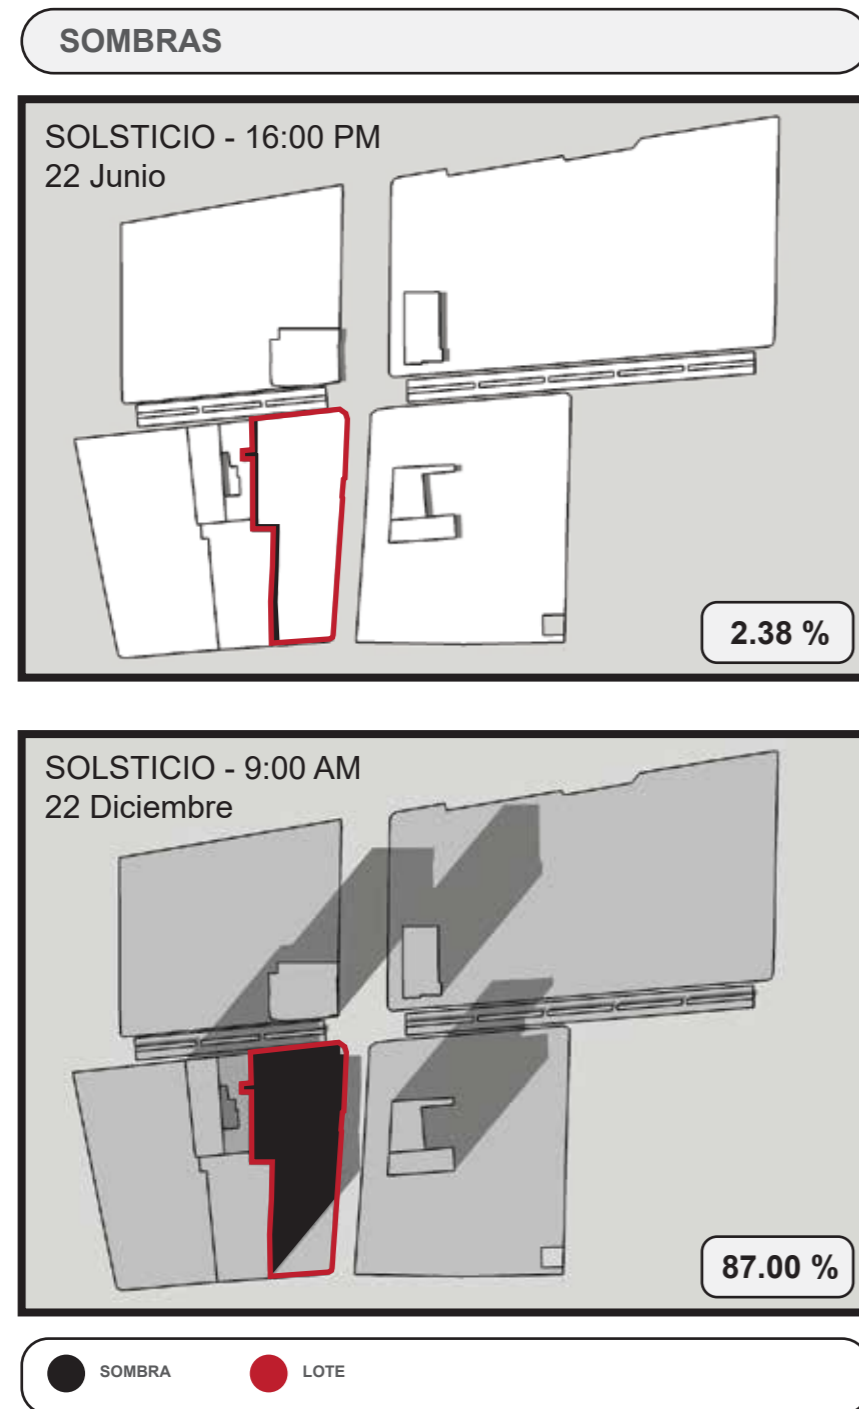 SOMBRAS
SOLSTICIO - 16:00 PM
22 Junio
2.38 %
SOLSTICIO - 9:00 AM
22 Diciembre
87.00 %
SOMBRA
LOTE